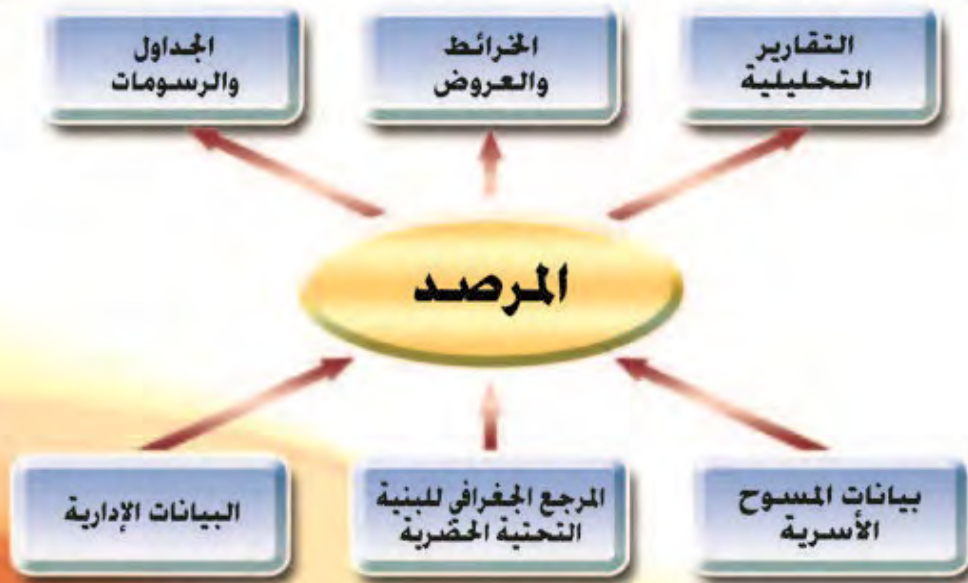 التقارير
التحليلية
الخرائط
والعروض
الجداول
والرسومات
المرصد
بيانات المسوح
الأسرية
المرجع الجغرافي للبنية
التحتية الحضرية
البيانات الإدارية